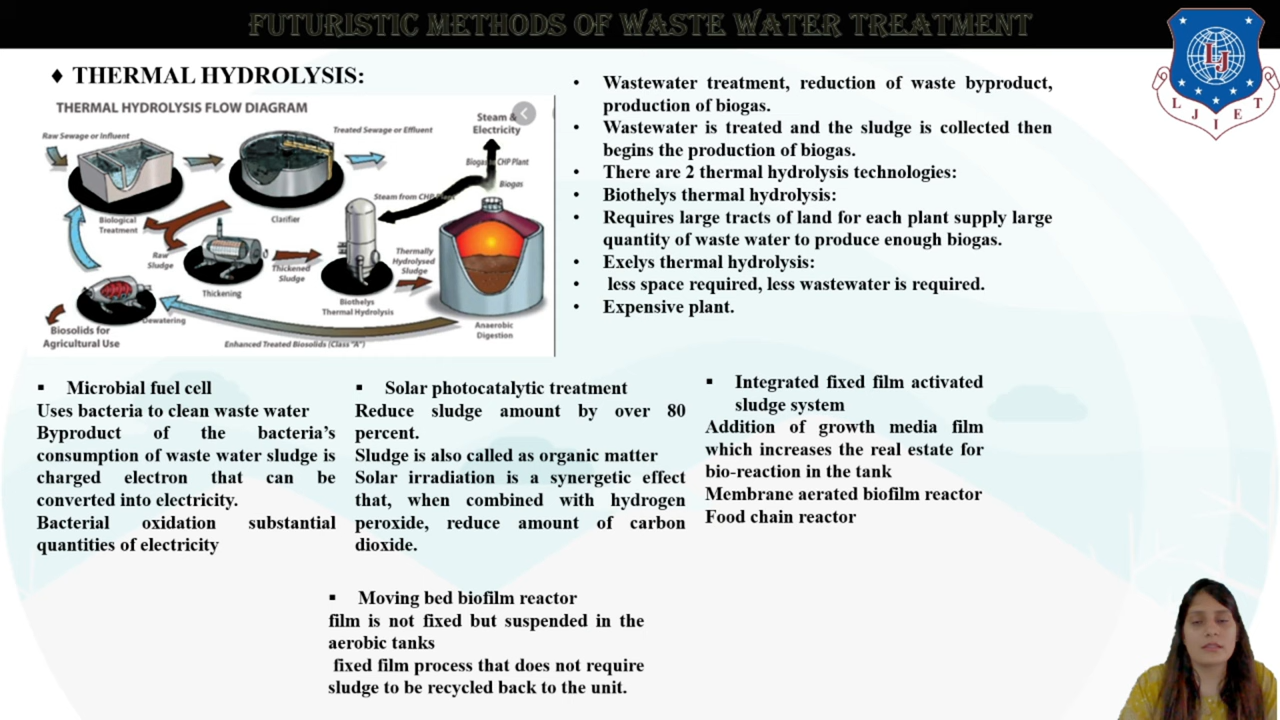 FUTURISTIC METHODS OF WASTE WATER TREATMENT
♦ THERMAL HYDROLYSIS:
THERMAL HYDROLYSIS FLOW DIAGRAM
Raw Sewage or Influent
Treated Sewage or Effluent
Steam &
Electricity
Biogas CHP Plant
Biogas
Steam from CHP
Biological
Treatment
Clarifier
Raw
Sludge
Thickened
Sludge
Thermally
Hydrolysed
Sludge
Thickening
Biothelys
Thermal Hydrolysis
Dewatering
Anaerobic
Digestion
Biosolids for
Agricultural Use
Enhanced Treated Biosolids (Class "A")
• Wastewater treatment, reduction of waste byproduct,
production of biogas.
• Wastewater is treated and the sludge is collected then
begins the production of biogas.
• There are 2 thermal hydrolysis technologies:
• Biothelys thermal hydrolysis:
• Requires large tracts of land for each plant supply large
quantity of waste water to produce enough biogas.
• Exelys thermal hydrolysis:
• less space required, less wastewater is required.
• Expensive plant.
LJ
L J I E T
▪ Microbial fuel cell
Uses bacteria to clean waste water
Byproduct of the bacteria's
consumption of waste water sludge is
charged electron that can be
converted into electricity.
Bacterial oxidation substantial
quantities of electricity
▪ Solar photocatalytic treatment
Reduce sludge amount by over 80
percent.
Sludge is also called as organic matter
Solar irradiation is a synergetic effect
that, when combined with hydrogen
peroxide, reduce amount of carbon
dioxide.
▪ Integrated fixed film activated
sludge system
Addition of growth media film
which increases the real estate for
bio-reaction in the tank
Membrane aerated biofilm reactor
Food chain reactor
▪ Moving bed biofilm reactor
film is not fixed but suspended in the
aerobic tanks
fixed film process that does not require
sludge to be recycled back to the unit.